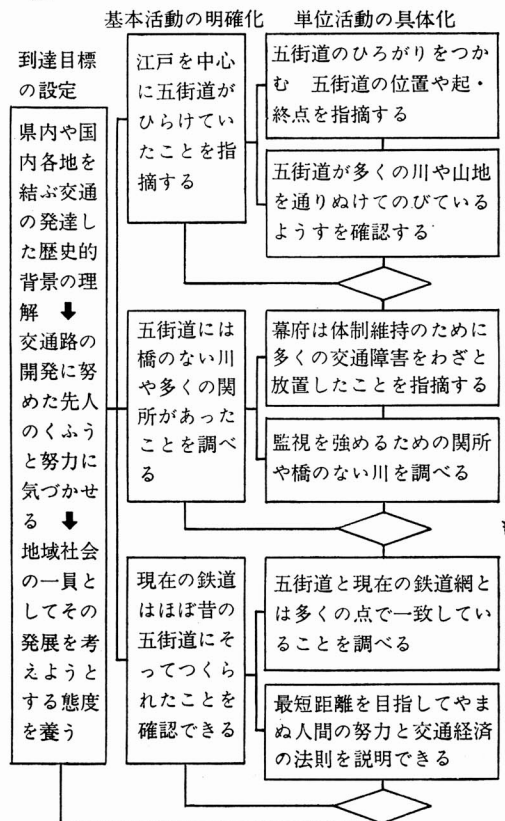 基本活動の明確化
単位活動の具体化
到達目標
の設定
県内や国
内各地を
結ぶ交通
の発達し
た歴史的
背景の理
解 ⬇
交通路の
開発に努
めた先人
のくふう
と努力に
気づかせ
る ⬇
地域社会
の一員と
してその
発展を考
えようと
する態度
を養う
江戸を中心
に五街道が
ひらけてい
たことを指
摘する
五街道のひろがりをつか
む 五街道の位置や起・
終点を指摘する
五街道が多くの川や山地
を通りぬけてのびている
ようすを確認する
五街道には
橋のない川
や多くの関
所があった
ことを調べ
る
幕府は体制維持のために
多くの交通障害をわざと
放置したことを指摘する
監視を強めるための関所
や橋のない川を調べる
現在の鉄道
はほぼ昔の
五街道にそ
ってつくら
れたことを
確認できる
五街道と現在の鉄道網と
は多くの点で一致してい
ることを調べる
最短距離を目指してやま
ぬ人間の努力と交通経済
の法則を説明できる